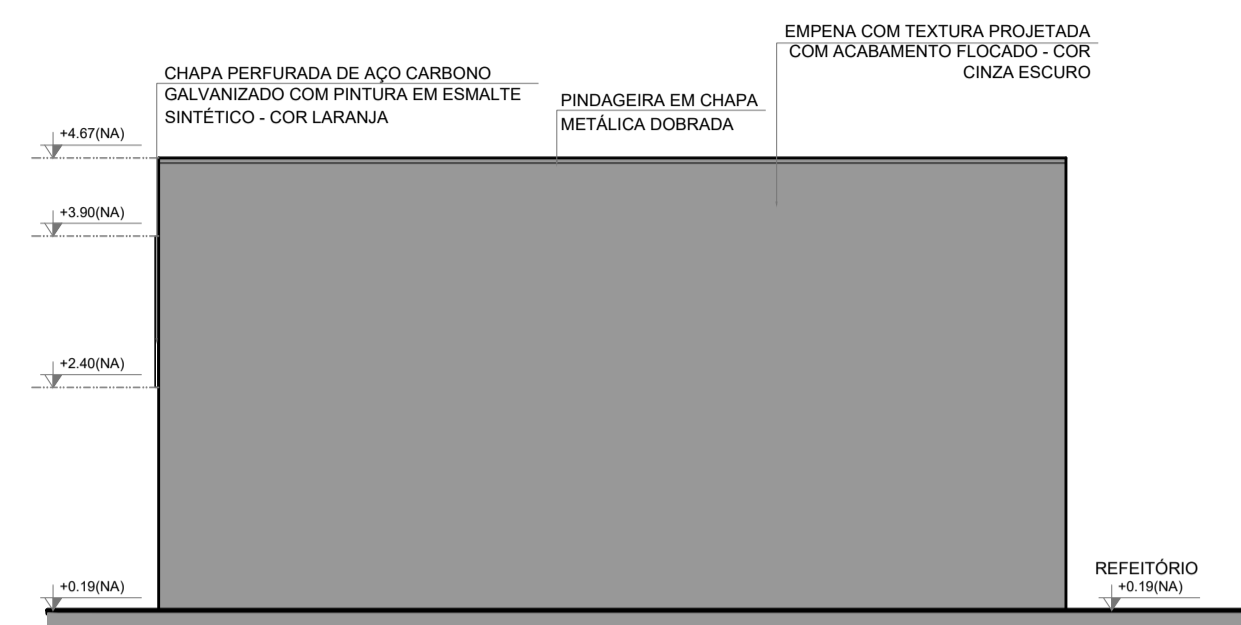 EMPENA COM TEXTURA PROJETADA
COM ACABAMENTO FLOCADO - COR
CINZA ESCURO
CHAPA PERFURADA DE AÇO CARBONO
GALVANIZADO COM PINTURA EM ESMALTE
SINTÉTICO - COR LARANJA
PINDAGEIRA EM CHAPA
METÁLICA DOBRADA
+4.67(NA)
+3.90(NA)
+2.40(NA)
+0.19(NA)
REFEITÓRIO
+0.19(NA)